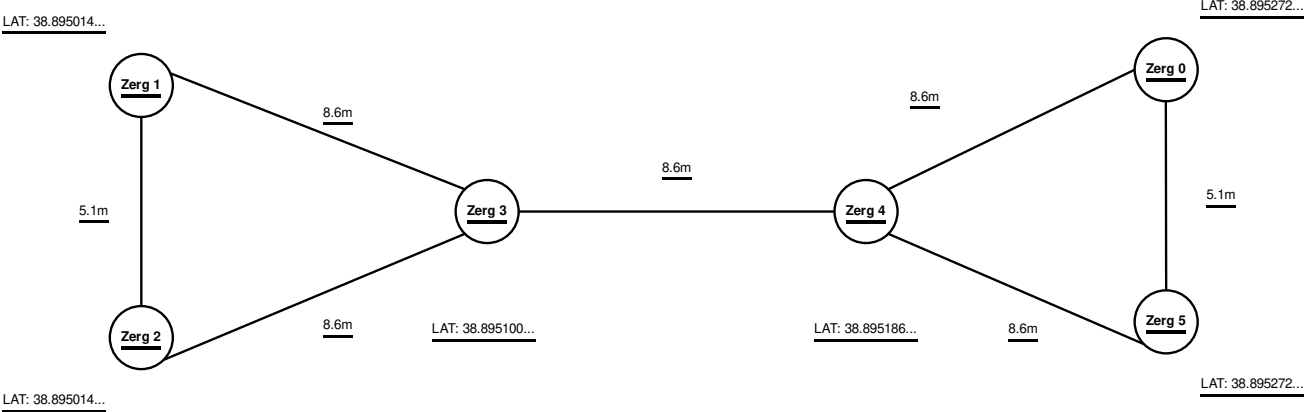 LAT: 38.895014...
LAT: 38.895272...
Zerg 1
Zerg 0
8.6m
8.6m
8.6m
5.1m
5.1m
Zerg 3
Zerg 4
Zerg 2
8.6m
LAT: 38.895100...
LAT: 38.895186...
8.6m
Zerg 5
LAT: 38.895014...
LAT: 38.895272...